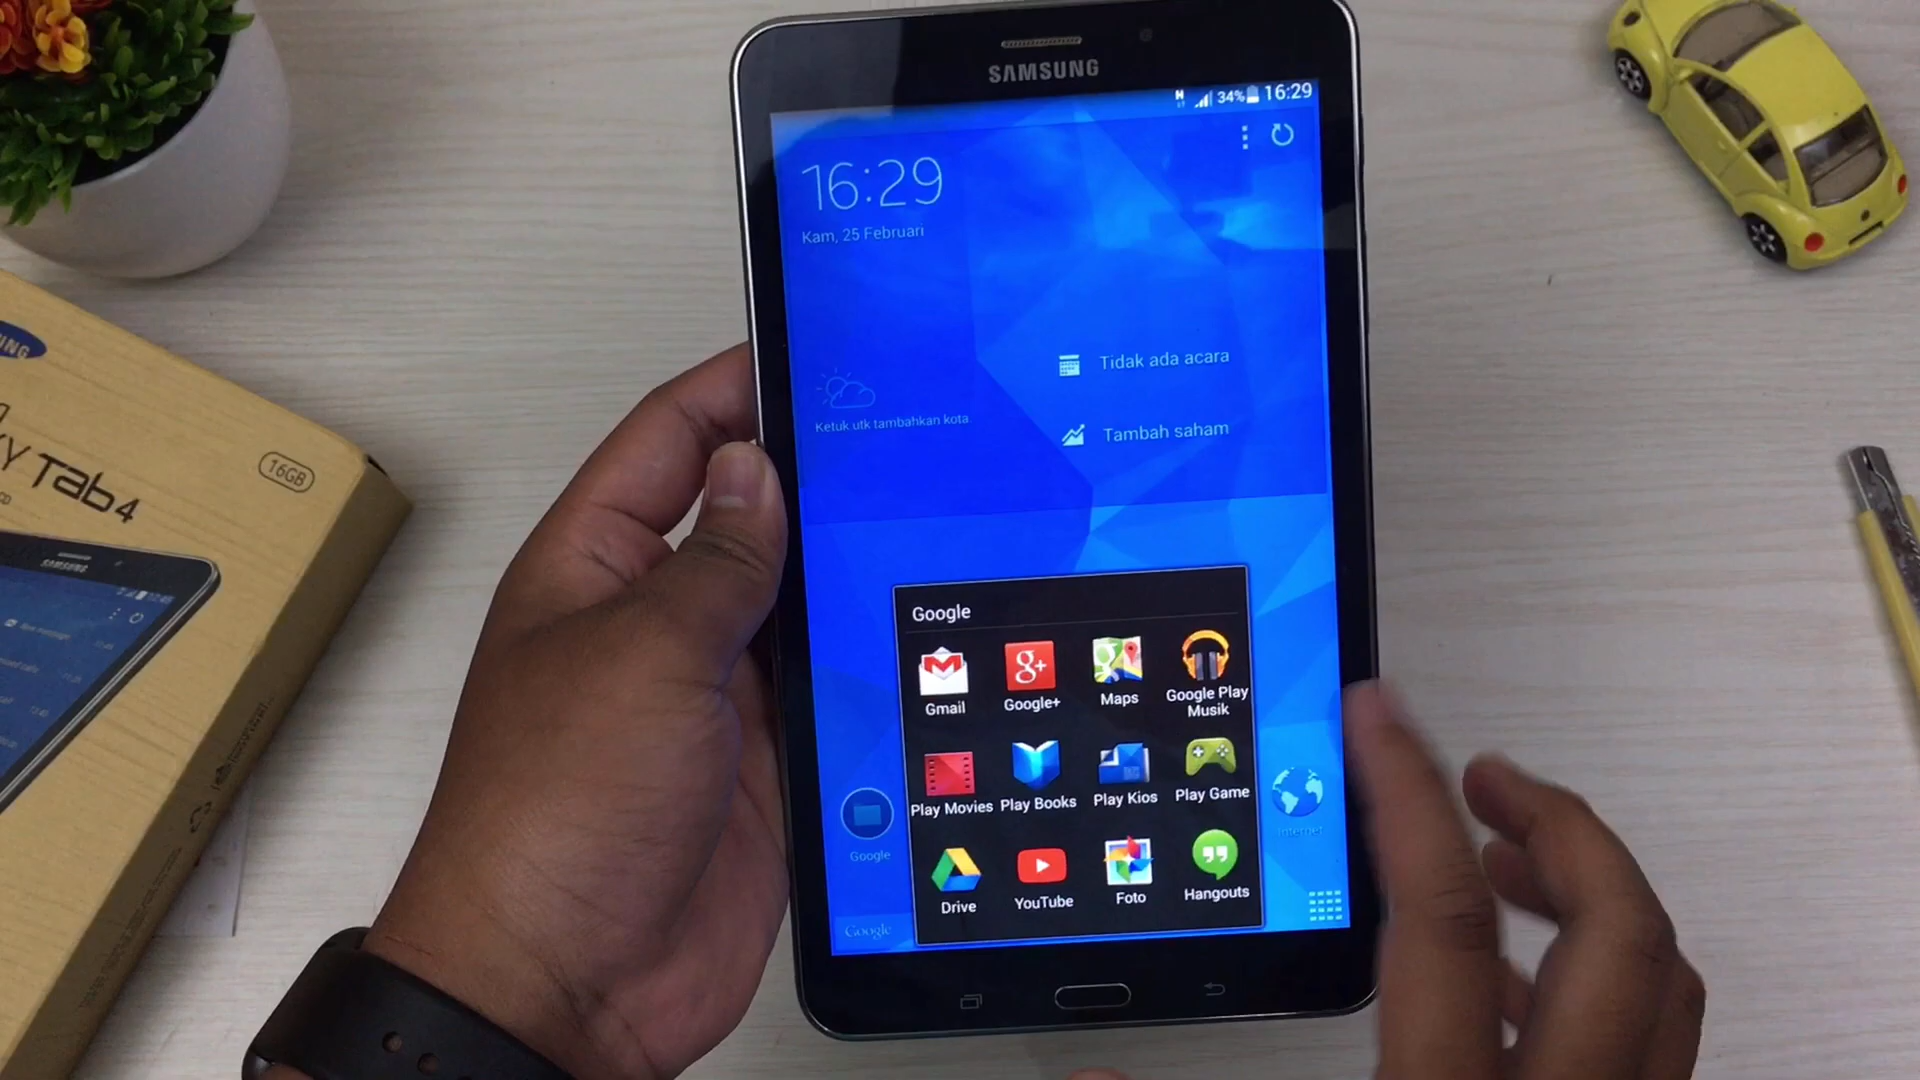 SAMSUNG
34% 16:29
16:29
Kam, 25 Februari
Tidak ada acara
Ketuk utk tambahkan kota.
Tambah saham
Google
Gmail
Google+
Maps
Google Play
Musik
Play Movies
Play Books
Play Kios
Play Game
Drive
YouTube
Foto
Hangouts
Google
Internet
Google
16GB
Tab4
SAMSUNG